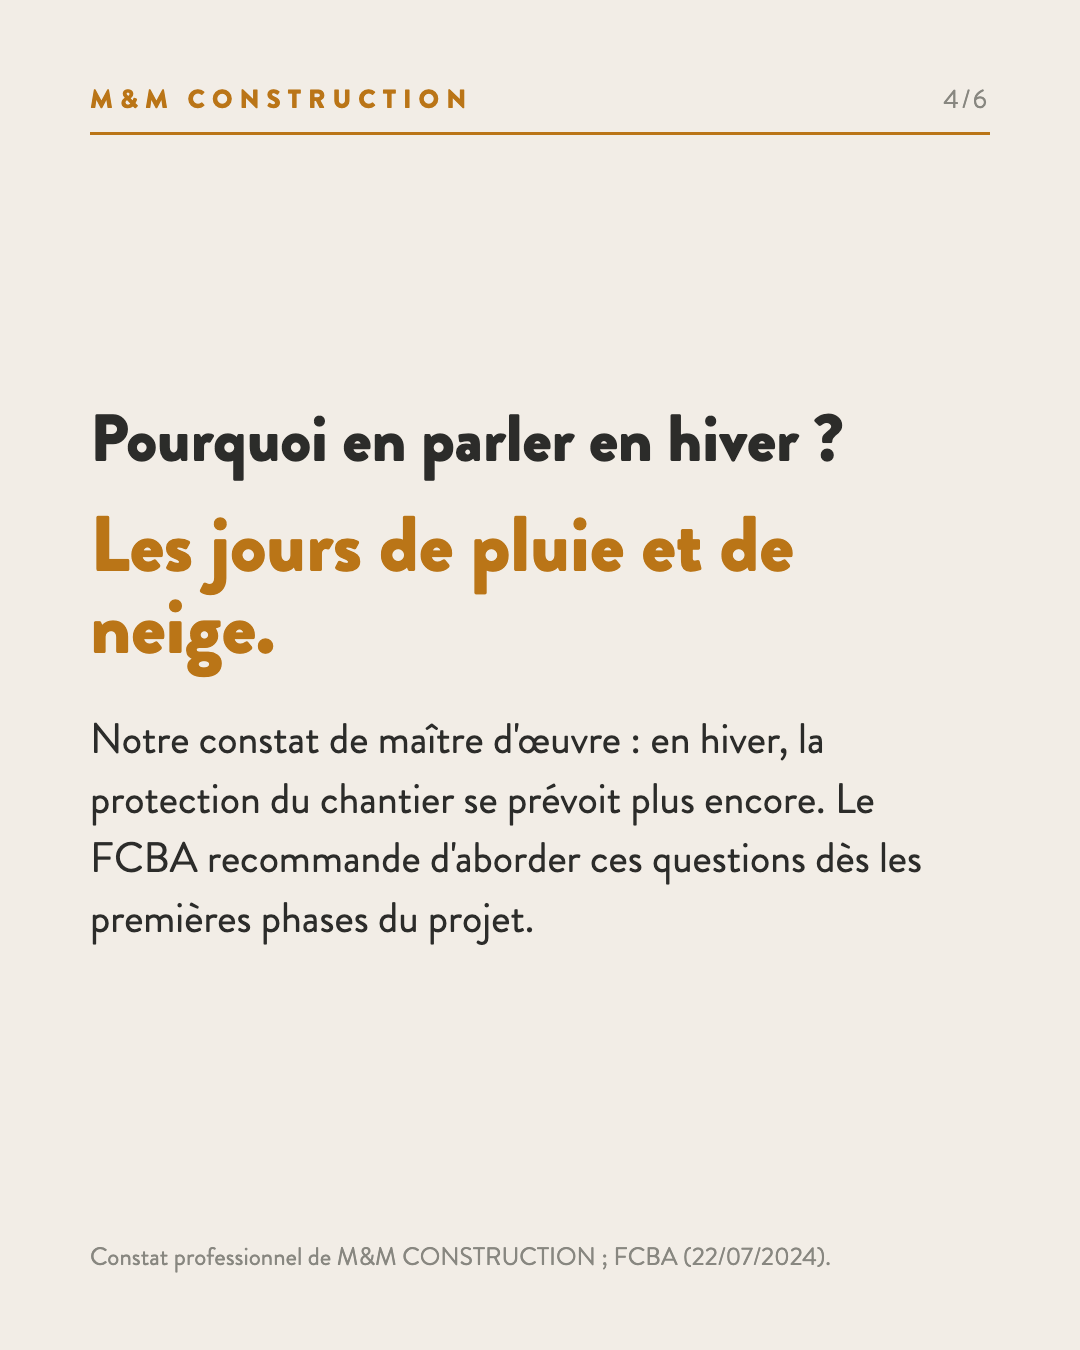 M&M CONSTRUCTION
4/6
Pourquoi en parler en hiver ?
Les jours de pluie et de
neige.
Notre constat de maître d'œuvre : en hiver, la
protection du chantier se prévoit plus encore. Le
FCBA recommande d'aborder ces questions dès les
premières phases du projet.
Constat professionnel de M&M CONSTRUCTION ; FCBA (22/07/2024).